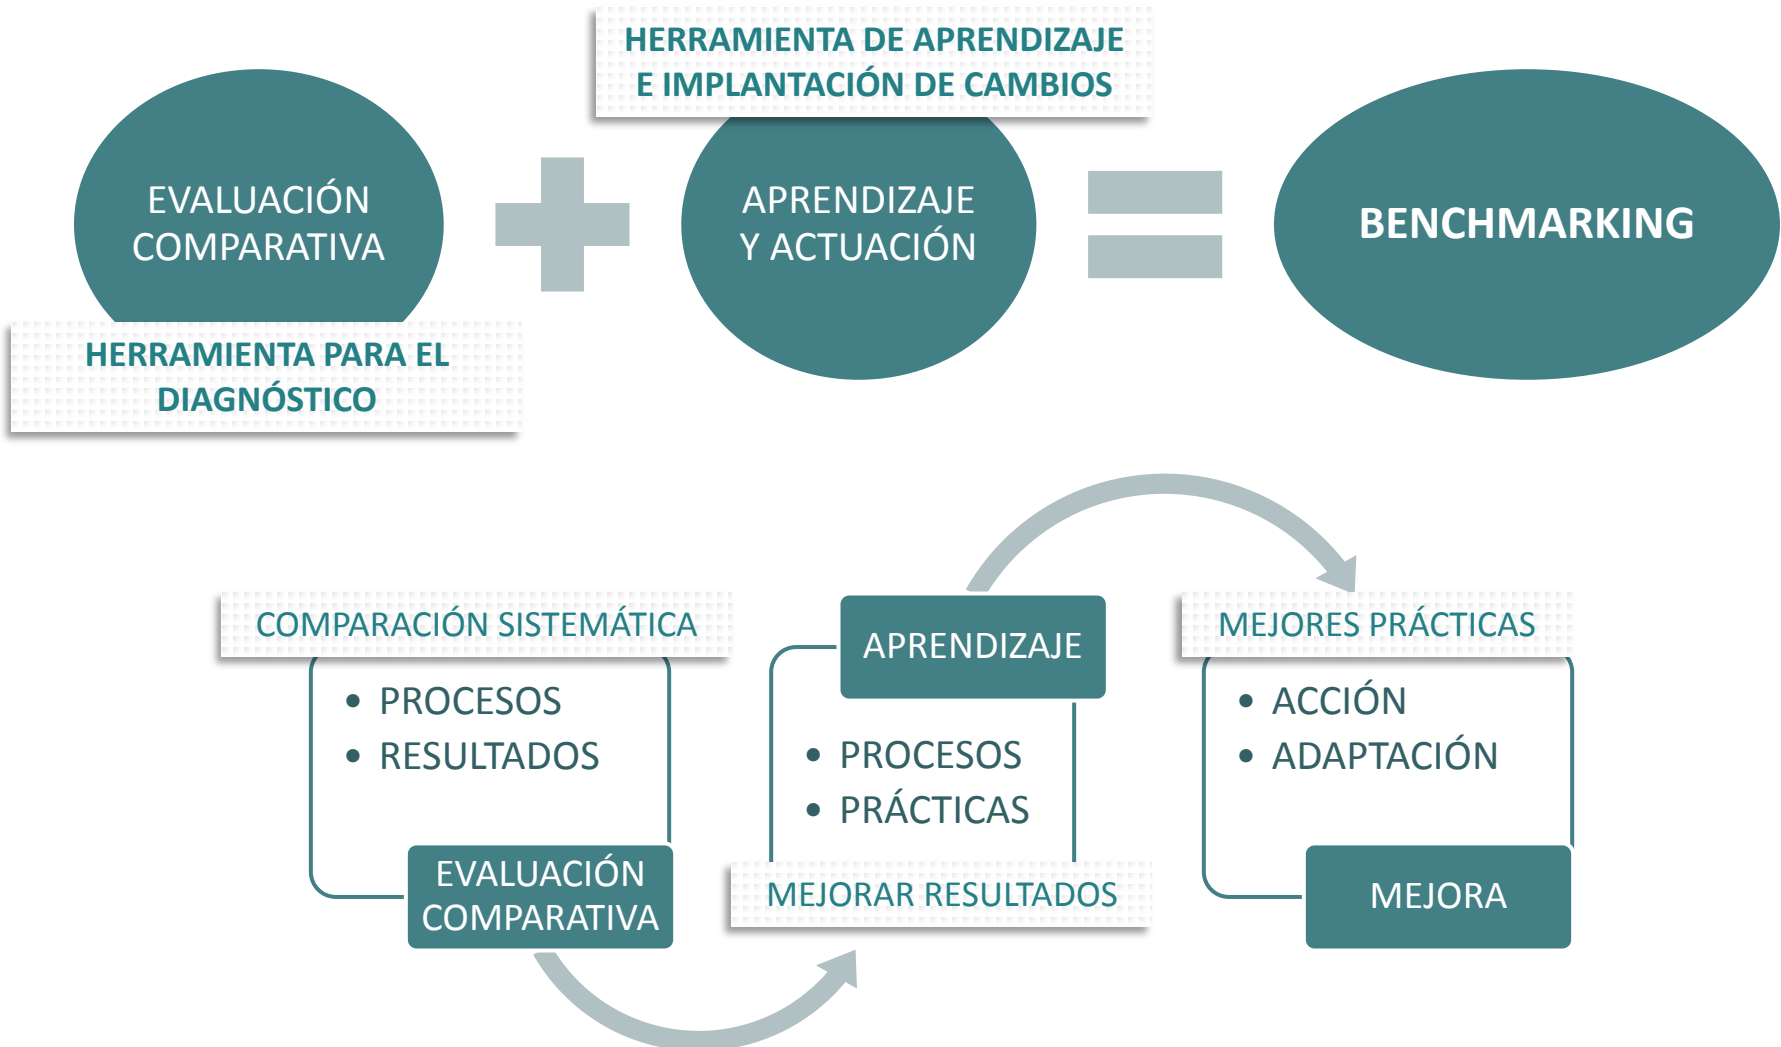 HERRAMIENTA DE APRENDIZAJE
E IMPLANTACIÓN DE CAMBIOS
EVALUACIÓN
COMPARATIVA
APRENDIZAJE
Y ACTUACIÓN
BENCHMARKING
HERRAMIENTA PARA EL
DIAGNÓSTICO
COMPARACIÓN SISTEMÁTICA
• PROCESOS
• RESULTADOS
EVALUACIÓN
COMPARATIVA
APRENDIZAJE
• PROCESOS
• PRÁCTICAS
MEJORAR RESULTADOS
MEJORES PRÁCTICAS
• ACCIÓN
• ADAPTACIÓN
MEJORA